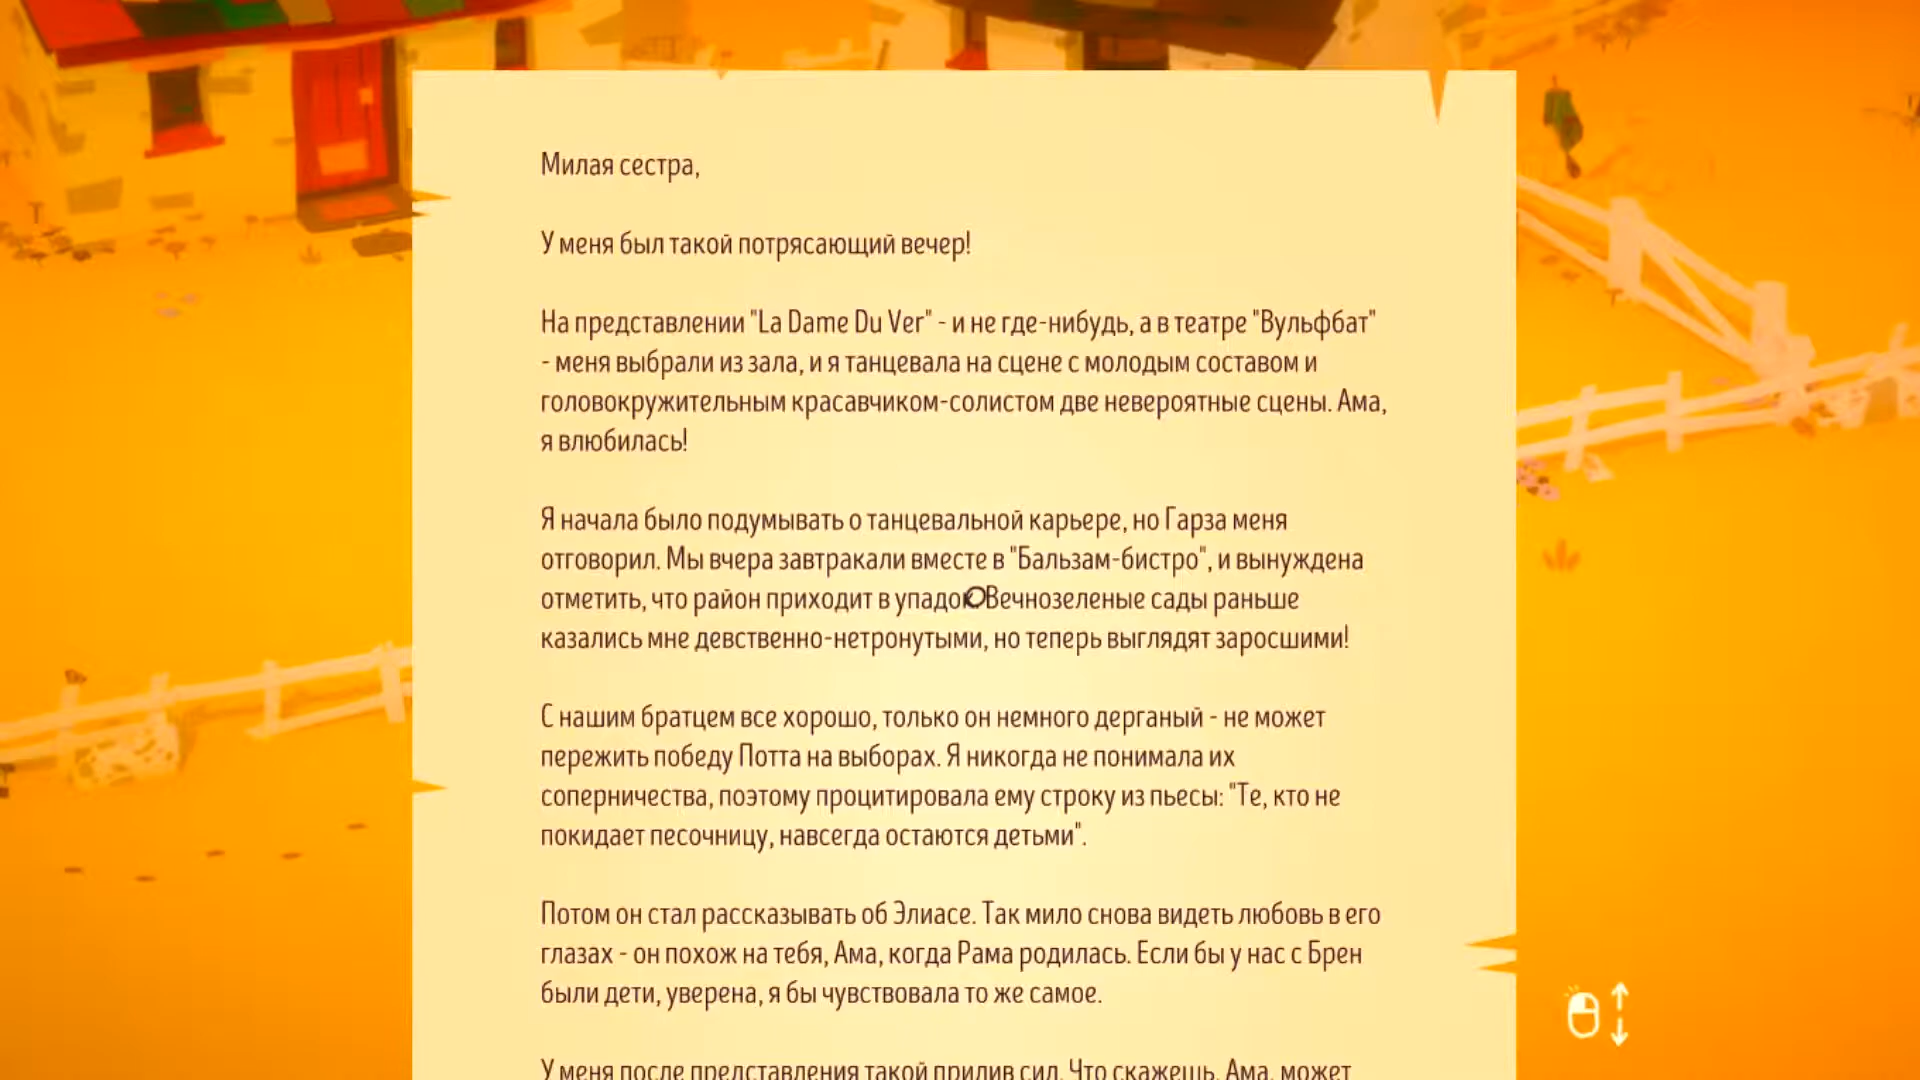 Милая сестра,
У меня был такой потрясающий вечер!
На представлении "La Dame Du Ver" - и не где-нибудь, а в театре "Вульфбат"
- меня выбрали из зала, и я танцевала на сцене с молодым составом и
головокружительным красавчиком-солистом две невероятные сцены. Ама,
я влюбилась!
Я начала было подумывать о танцевальной карьере, но Гарза меня
отговорил. Мы вчера завтракали вместе в "Бальзам-бистро", и вынуждена
отметить, что район приходит в упадок. Вечнозеленые сады раньше
казались мне девственно-нетронутыми, но теперь выглядят заросшими!
С нашим братцем все хорошо, только он немного дерганый - не может
пережить победу Потта на выборах. Я никогда не понимала их
соперничества, поэтому процитировала ему строку из пьесы: "Те, кто не
покидает песочницу, навсегда остаются детьми".
Потом он стал рассказывать об Элиасе. Так мило снова видеть любовь в его
глазах - он похож на тебя, Ама, когда Рама родилась. Если бы у нас с Брен
были дети, уверена, я бы чувствовала то же самое.
У меня после представления такой прилив сил. Что скажешь, Ама, может